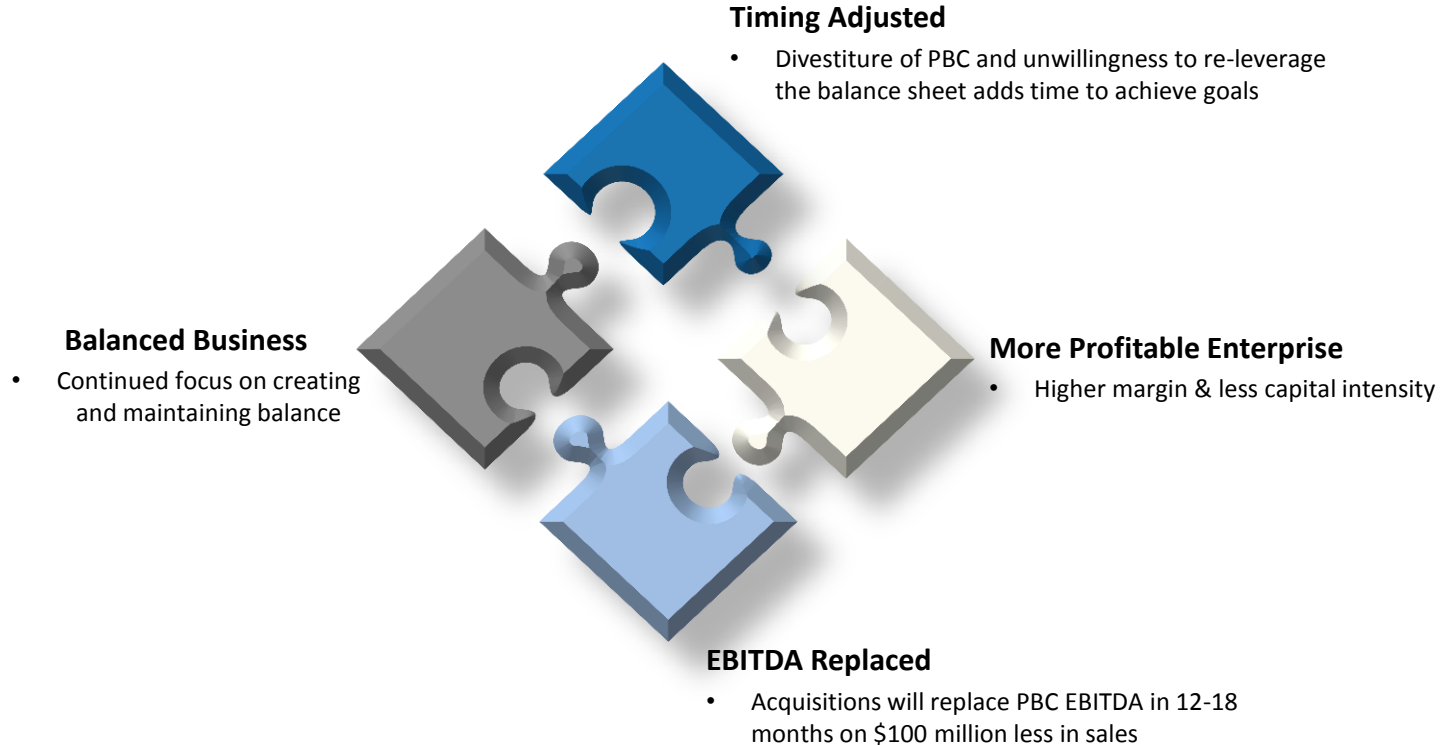 Timing Adjusted
• Divestiture of PBC and unwillingness to re-leverage
the balance sheet adds time to achieve goals
Balanced Business
• Continued focus on creating
and maintaining balance
More Profitable Enterprise
• Higher margin & less capital intensity
EBITDA Replaced
• Acquisitions will replace PBC EBITDA in 12-18
months on $100 million less in sales